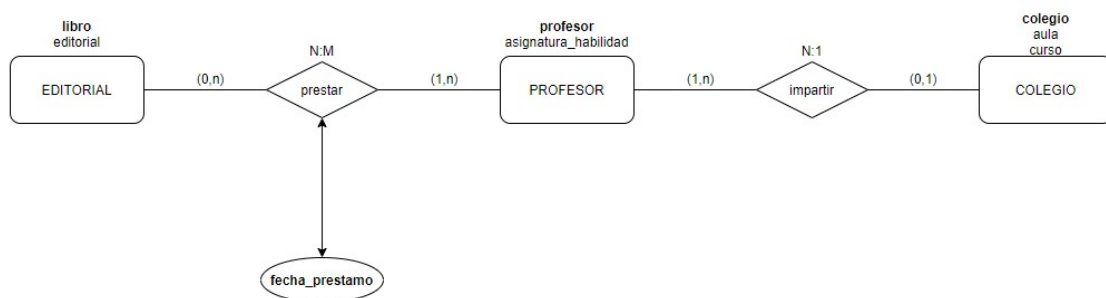 libro
editorial
EDITORIAL
(0,n)
N:M
prestar
(1,n)
profesor
asignatura_habilidad
PROFESOR
(1,n)
N:1
impartir
(0,1)
colegio
aula
curso
COLEGIO
fecha_prestamo